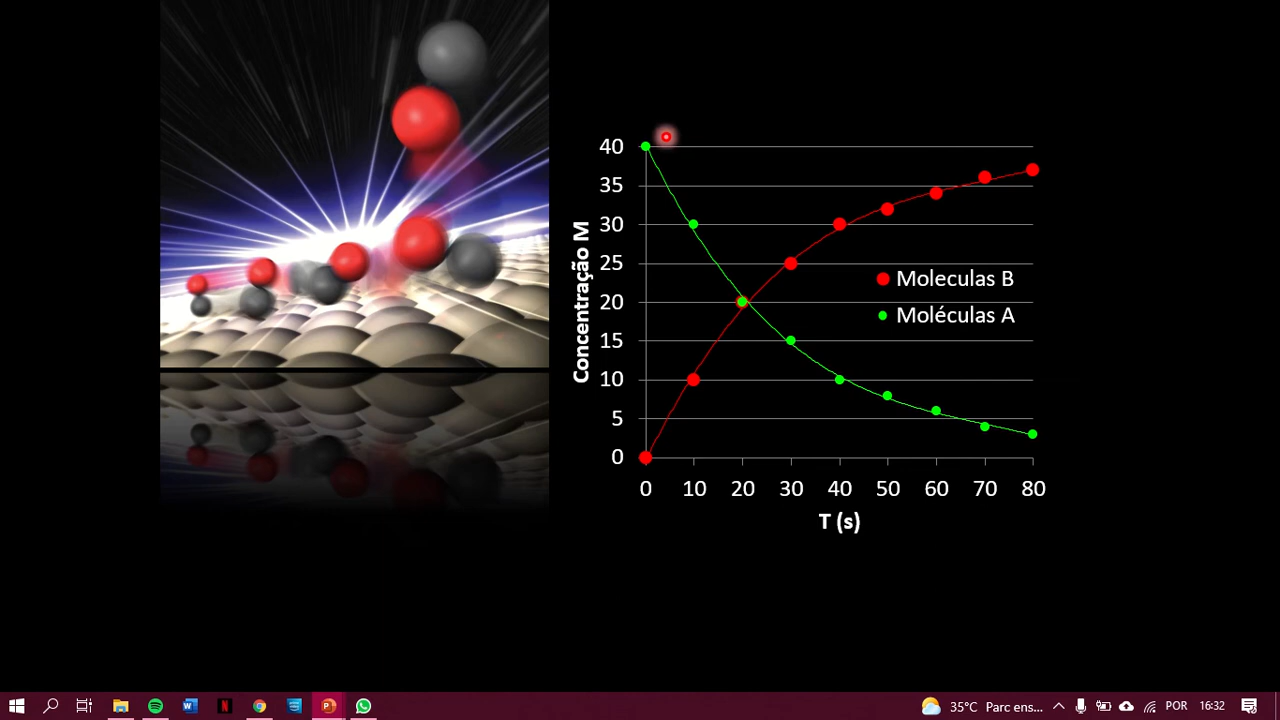 40
35
30
25
20
15
10
5
0
Concentração M
Moleculas B
Moléculas A
0 10 20 30 40 50 60 70 80
T (s)
35°C Parc ens... POR 16:32